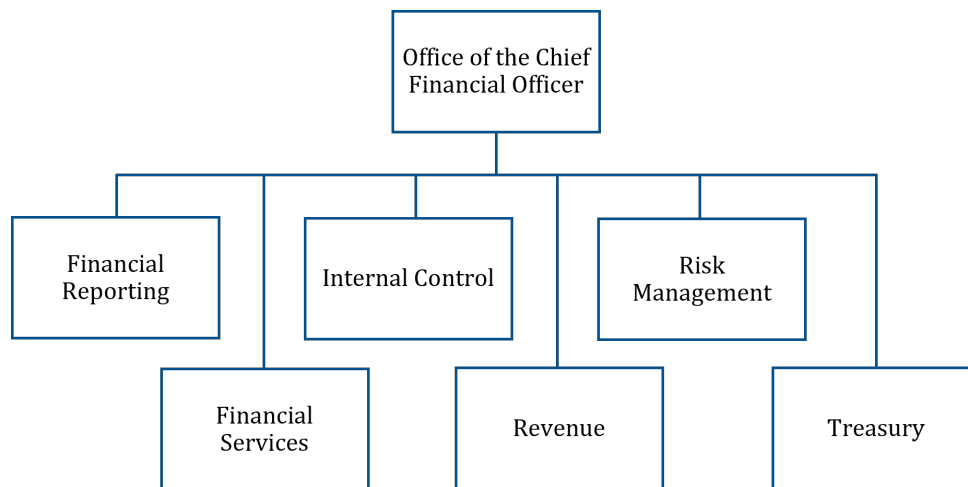 Office of the Chief
Financial Officer
Financial
Reporting
Internal Control
Risk
Management
Financial
Services
Revenue
Treasury